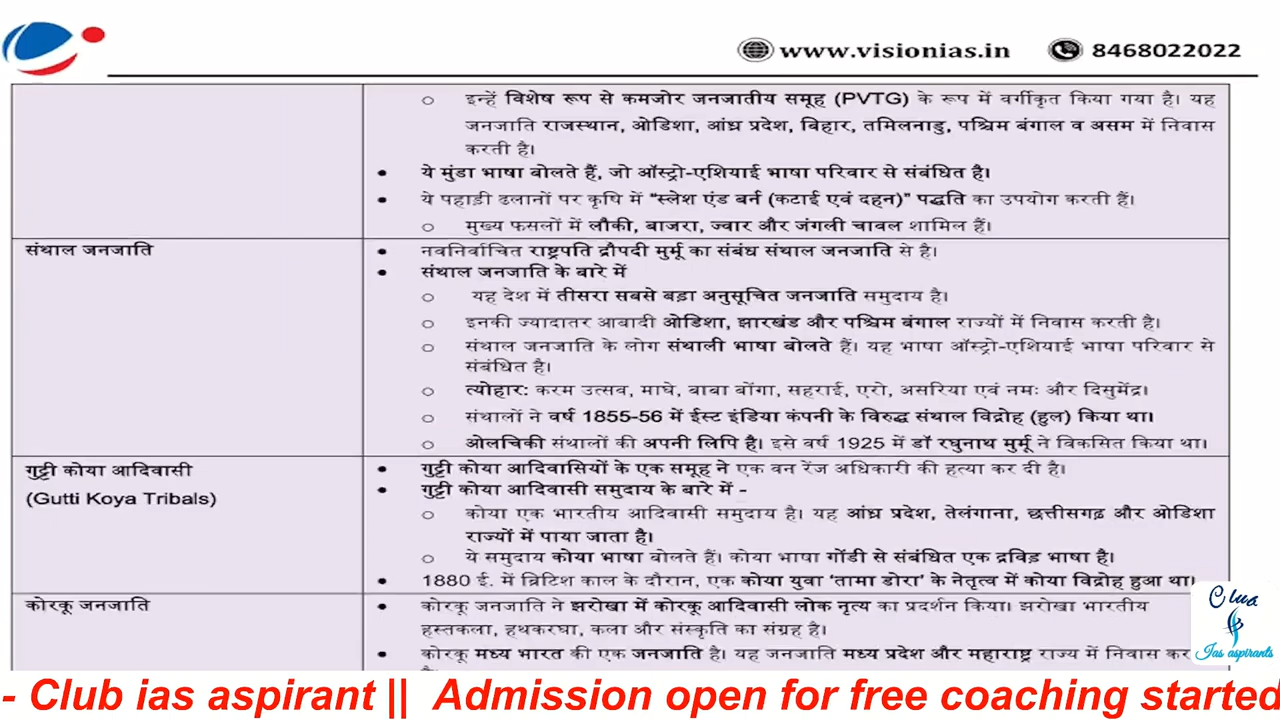 www.visionias.in 8468022022
○ इन्हें विशेष रूप से कमजोर जनजातीय समूह (PVTG) के रूप में वर्गीकृत किया गया है। यह
जनजाति राजस्थान, ओडिशा, आंध्र प्रदेश, बिहार, तमिलनाडु, पश्चिम बंगाल व असम में निवास
करती है।
• ये मुंडा भाषा बोलते हैं, जो ऑस्ट्रो-एशियाई भाषा परिवार से संबंधित है।
• ये पहाड़ी ढलानों पर कृषि में "स्लेश एंड बर्न (कटाई एवं दहन)" पद्धति का उपयोग करती हैं।
○ मुख्य फसलों में लौकी, बाजरा, ज्वार और जंगली चावल शामिल हैं।
संथाल जनजाति
• नवनिर्वाचित राष्ट्रपति द्रौपदी मुर्मू का संबंध संथाल जनजाति से है।
• संथाल जनजाति के बारे में
○ यह देश में तीसरा सबसे बड़ा अनुसूचित जनजाति समुदाय है।
○ इनकी ज्यादातर आबादी ओडिशा, झारखंड और पश्चिम बंगाल राज्यों में निवास करती है।
○ संथाल जनजाति के लोग संथाली भाषा बोलते हैं। यह भाषा ऑस्ट्रो-एशियाई भाषा परिवार से
संबंधित है।
○ त्योहार: करम उत्सव, माघे, बाबा बोंगा, सहराई, एरो, असरिया एवं नमः और दिसुमेंद्र।
○ संथालों ने वर्ष 1855-56 में ईस्ट इंडिया कंपनी के विरुद्ध संथाल विद्रोह (हुल) किया था।
○ ओलचिकी संथालों की अपनी लिपि है। इसे वर्ष 1925 में डॉ रघुनाथ मुर्मू ने विकसित किया था।
गुट्टी कोया आदिवासी
(Gutti Koya Tribals)
• गुट्टी कोया आदिवासियों के एक समूह ने एक वन रेंज अधिकारी की हत्या कर दी है।
• गुट्टी कोया आदिवासी समुदाय के बारे में -
○ कोया एक भारतीय आदिवासी समुदाय है। यह आंध्र प्रदेश, तेलंगाना, छत्तीसगढ़ और ओडिशा
राज्यों में पाया जाता है।
○ ये समुदाय कोया भाषा बोलते हैं। कोया भाषा गोंडी से संबंधित एक द्रविड़ भाषा है।
• 1880 ई. में ब्रिटिश काल के दौरान, एक कोया युवा 'तामा डोरा' के नेतृत्व में कोया विद्रोह हुआ था।
कोरकू जनजाति
• कोरकू जनजाति ने झरोखा में कोरकू आदिवासी लोक नृत्य का प्रदर्शन किया। झरोखा भारतीय
हस्तकला, हथकरघा, कला और संस्कृति का संग्रह है।
• कोरकू मध्य भारत की एक जनजाति है। यह जनजाति मध्य प्रदेश और महाराष्ट्र राज्य में निवास कर
Club
Ias aspirants
- Club ias aspirant || Admission open for free coaching started